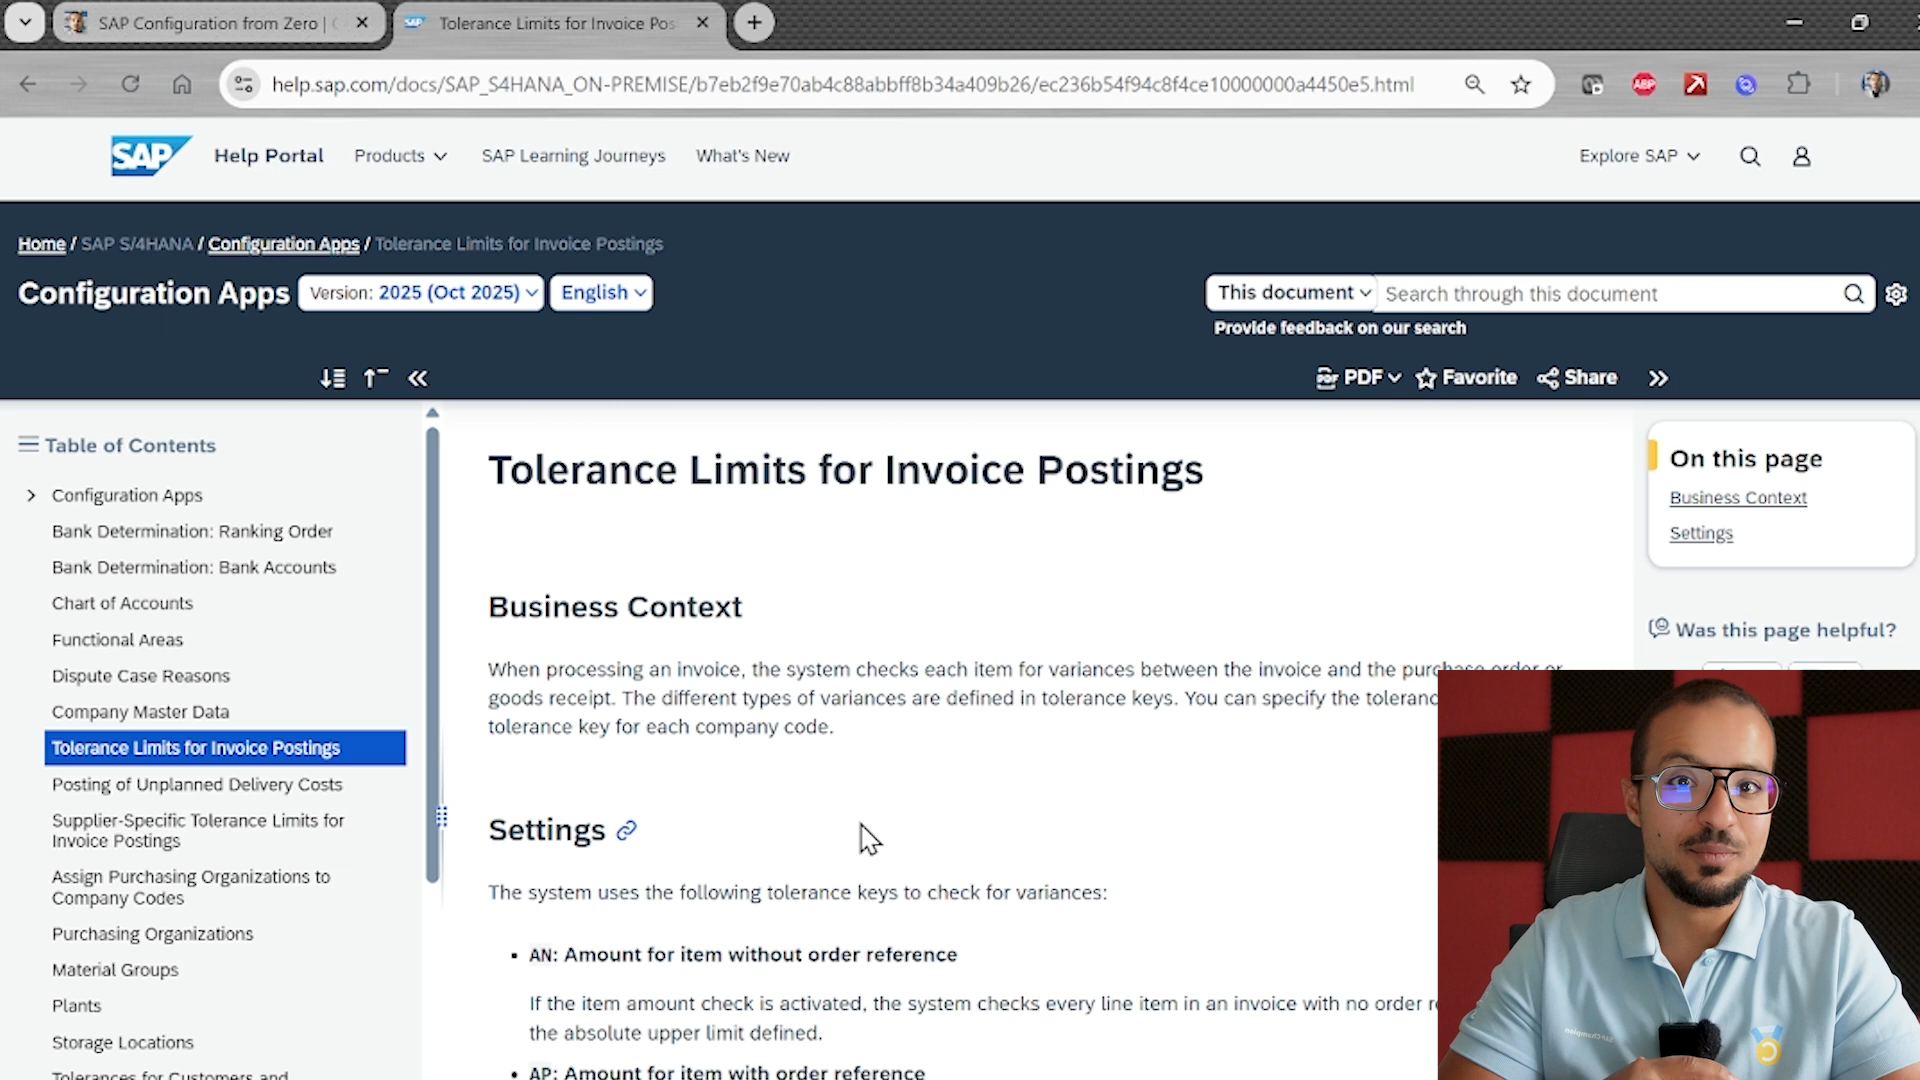 SAP Configuration from Zero |
SAP Tolerance Limits for Invoice Pos
help.sap.com/docs/SAP_S4HANA_ON-PREMISE/b7eb2f9e70ab4c88abbff8b34a409b26/ec236b54f94c8f4ce10000000a4450e5.html
ABP
SAP Help Portal Products SAP Learning Journeys What's New Explore SAP
Home / SAP S/4HANA / Configuration Apps / Tolerance Limits for Invoice Postings
Configuration Apps Version: 2025 (Oct 2025) English This document Search through this document
Provide feedback on our search
PDF PDF Favorite Share
Table of Contents
Configuration Apps
Bank Determination: Ranking Order
Bank Determination: Bank Accounts
Chart of Accounts
Functional Areas
Dispute Case Reasons
Company Master Data
Tolerance Limits for Invoice Postings
Posting of Unplanned Delivery Costs
Supplier-Specific Tolerance Limits for
Invoice Postings
Assign Purchasing Organizations to
Company Codes
Purchasing Organizations
Material Groups
Plants
Storage Locations
Tolerances for Customers and
Tolerance Limits for Invoice Postings
Business Context
When processing an invoice, the system checks each item for variances between the invoice and the purchase order or
goods receipt. The different types of variances are defined in tolerance keys. You can specify the toleranc
tolerance key for each company code.
Settings
The system uses the following tolerance keys to check for variances:
• AN: Amount for item without order reference
If the item amount check is activated, the system checks every line item in an invoice with no order r
the absolute upper limit defined.
• AP: Amount for item with order reference
On this page
Business Context
Settings
Was this page helpful?